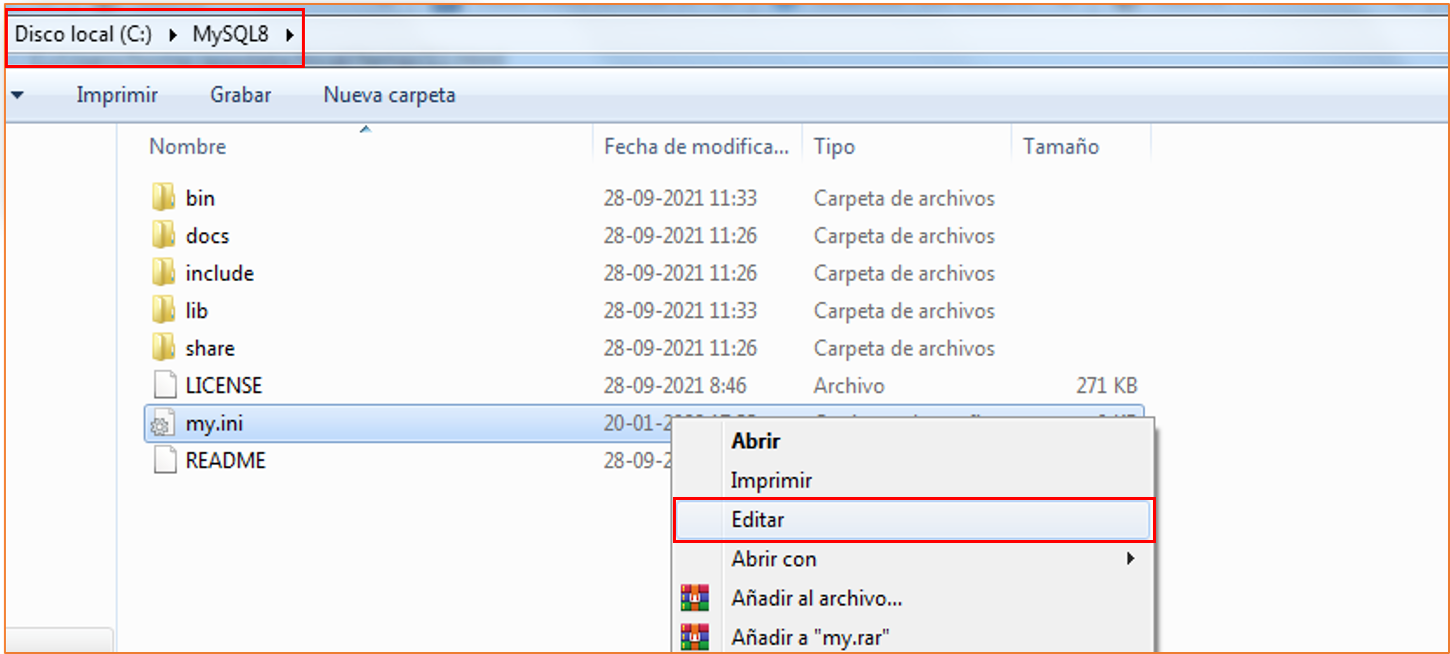 Disco local (C:) MySQL8
Imprimir Grabar Nueva carpeta
Nombre Fecha de modifica... Tipo Tamaño
bin 28-09-2021 11:33 Carpeta de archivos
docs 28-09-2021 11:26 Carpeta de archivos
include 28-09-2021 11:26 Carpeta de archivos
lib 28-09-2021 11:33 Carpeta de archivos
share 28-09-2021 11:26 Carpeta de archivos
LICENSE 28-09-2021 8:46 Archivo 271 KB
my.ini 20-01-2
README 28-09-2
Abrir
Imprimir
Editar
Abrir con
Añadir al archivo...
Añadir a "my.rar"